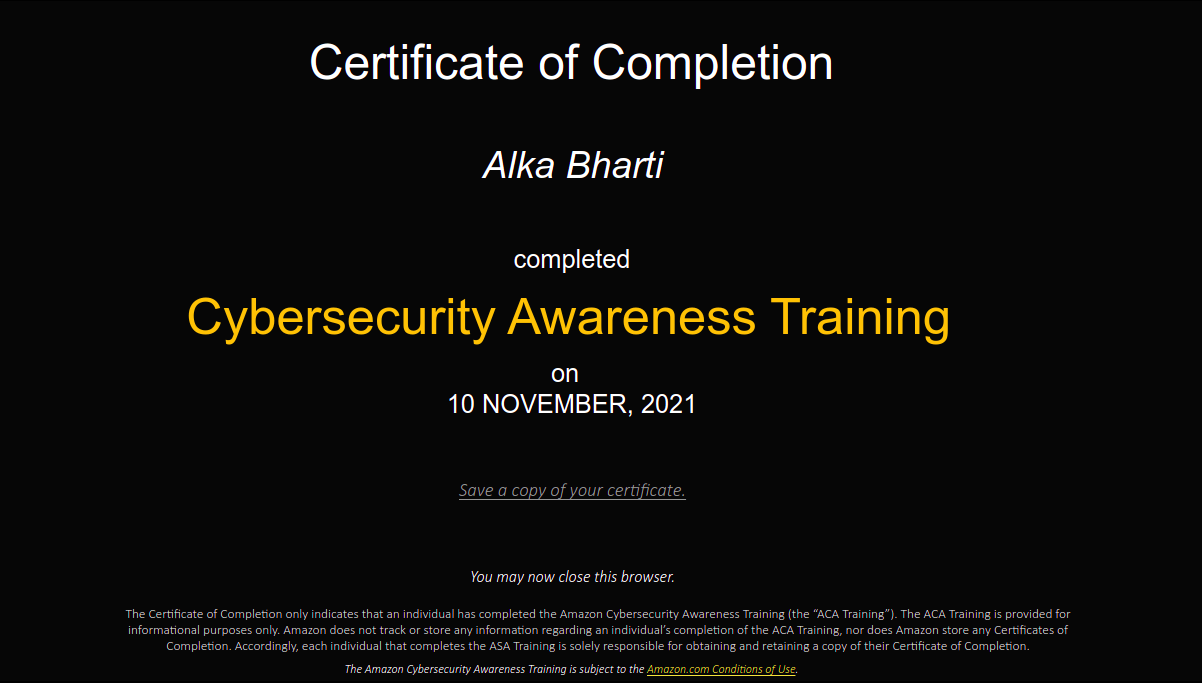 Certificate of Completion
Alka Bharti
completed
Cybersecurity Awareness Training
on
10 NOVEMBER, 2021
Save a copy of your certificate.
You may now close this browser.
The Certificate of Completion only indicates that an individual has completed the Amazon Cybersecurity Awareness Training (the “ACA Training”). The ACA Training is provided for
informational purposes only. Amazon does not track or store any information regarding an individual’s completion of the ACA Training, nor does Amazon store any Certificates of
Completion. Accordingly, each individual that completes the ASA Training is solely responsible for obtaining and retaining a copy of their Certificate of Completion.
The Amazon Cybersecurity Awareness Training is subject to the Amazon.com Conditions of Use.